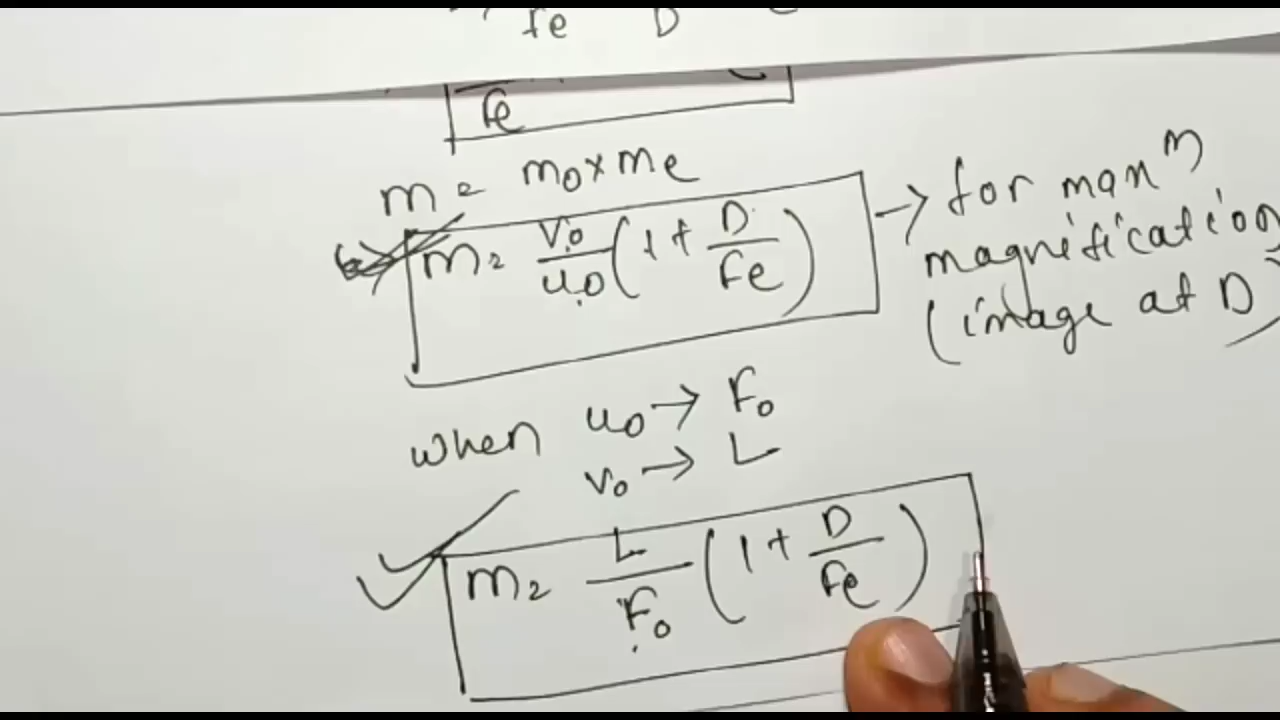 fe D
fe
m = mo×me
m = Vo/uo (1 + D/fe) → for maxm
magnification
(image at D)
when uo → Fo
vo → L
m = L/Fo (1 + D/fe)